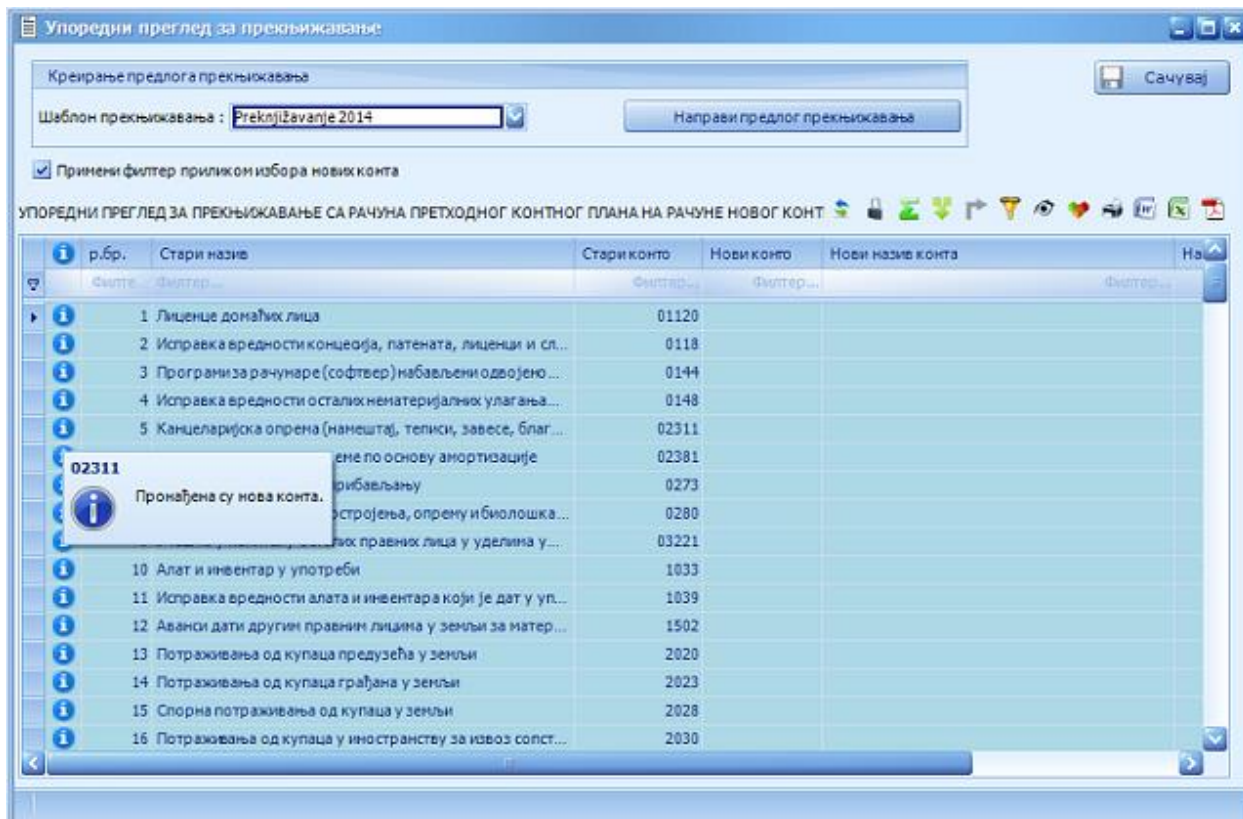 Упоредни преглед за прекњижавање
Креирање предлога прекњижавања
Сачувај
Шаблон прекњижавања : Preknjižavanje 2014
Направи предлог прекњижавања
Примени филтер приликом избора нових конта
УПОРЕДНИ ПРЕГЛЕД ЗА ПРЕКЊИЖАВАЊЕ СА РАЧУНА ПРЕТХОДНОГ КОНТНОГ ПЛАНА НА РАЧУНЕ НОВОГ КОНТ
р.бр. Стари назив Стари конто Нови конто Нови назив конта На
Филте... Филтер... Филтер... Филтер... Филтер...
1 Лиценце домаћих лица 01120
2 Исправка вредности концесија, патената, лиценци и сл... 0118
3 Програми за рачунаре (софтвер) набављени одвојено... 0144
4 Исправка вредности осталих нематеријалних улагања... 0148
5 Канцеларијска опрема (намештај, теписи, завесе, благ... 02311
еме по основу амортизације 02381
02311
Пронађена су нова конта.
рибављању 0273
остројења, опрему и биолошка... 0280
лих правних лица у уделима у... 03221
10 Алат и инвентар у употреби 1033
11 Исправка вредности алата и инвентара који је дат у уп... 1039
12 Аванси дати другим правним лицима у земљи за матер... 1502
13 Потраживања од купаца предузећа у земљи 2020
14 Потраживања од купаца грађана у земљи 2023
15 Спорна потраживања од купаца у земљи 2028
16 Потраживања од купаца у иностранству за извоз сопст... 2030